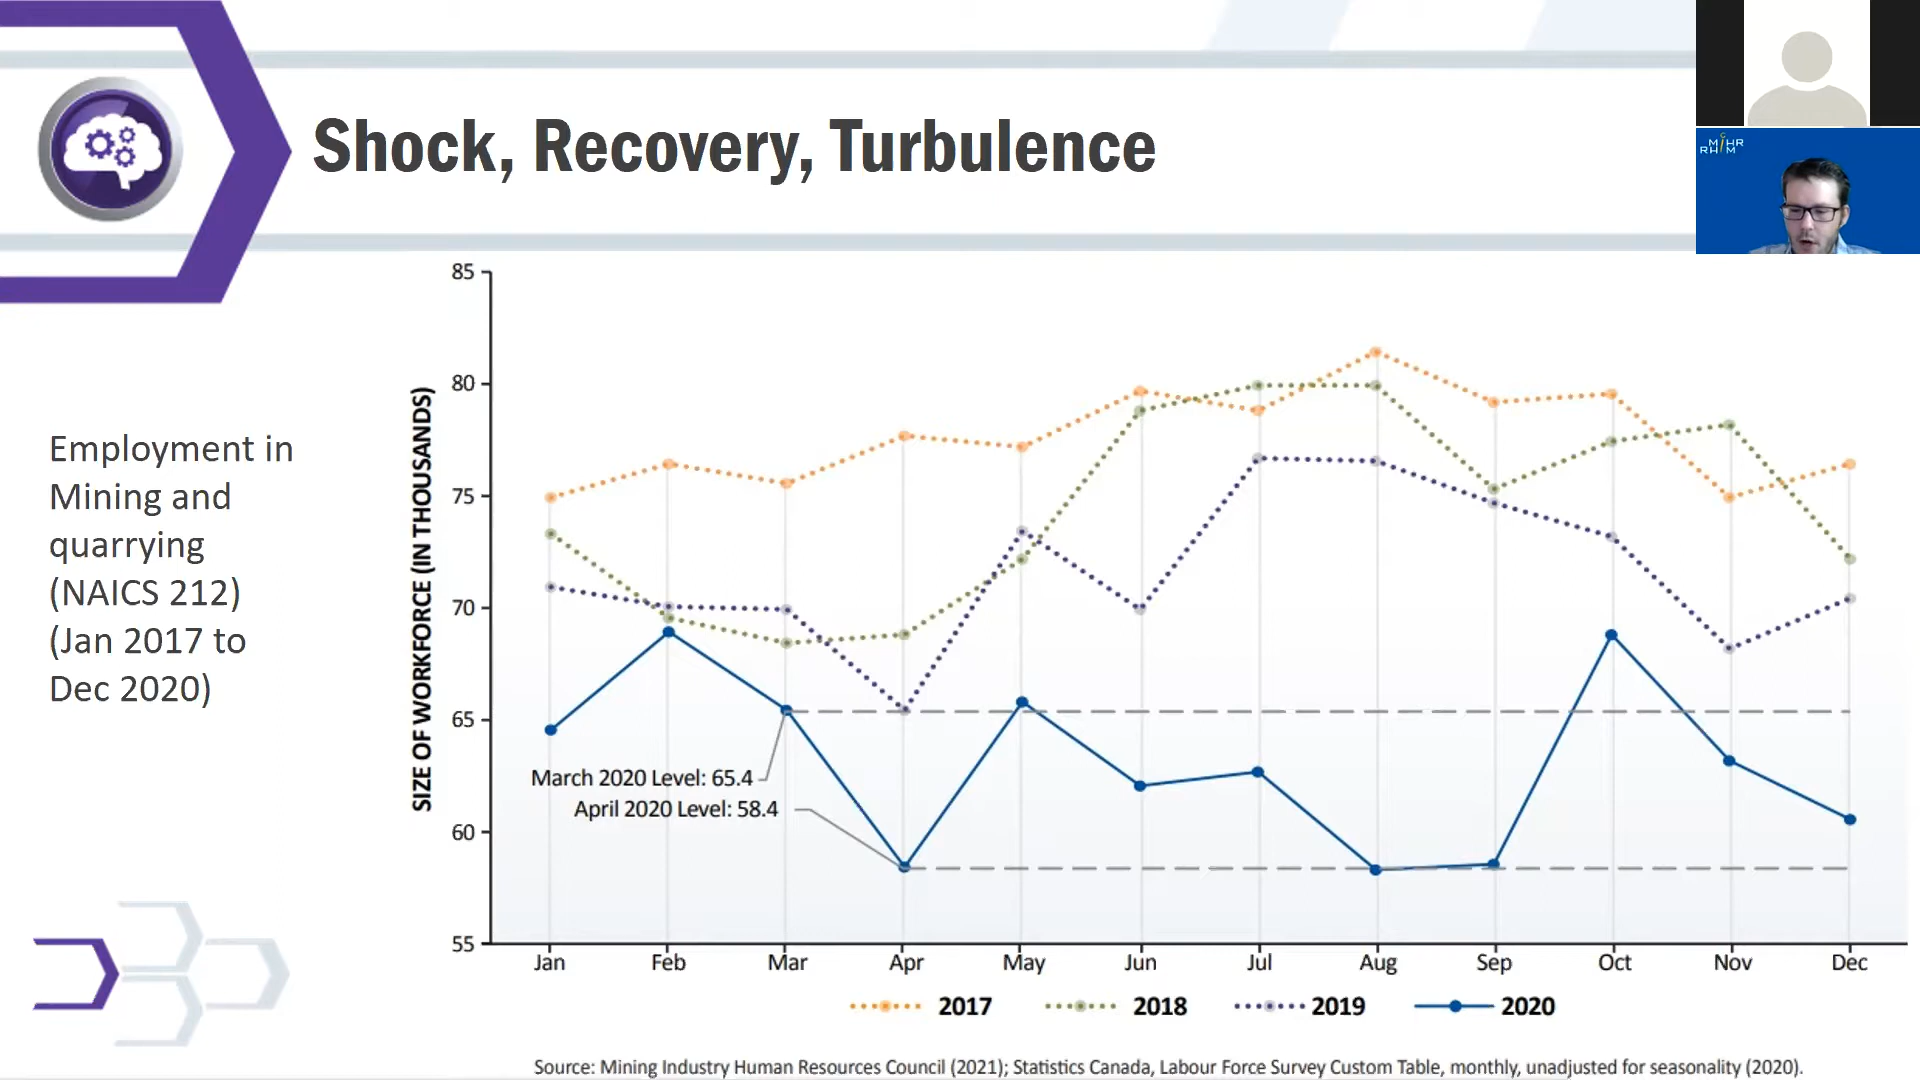 Shock, Recovery, Turbulence
MiHR
RHiM
Employment in
Mining and
quarrying
(NAICS 212)
(Jan 2017 to
Dec 2020)
SIZE OF WORKFORCE (IN THOUSANDS)
85
80
75
70
65
60
55
March 2020 Level: 65.4
April 2020 Level: 58.4
Jan Feb Mar Apr May Jun Jul Aug Sep Oct Nov Dec
2017 2018 2019 2020
Source: Mining Industry Human Resources Council (2021); Statistics Canada, Labour Force Survey Custom Table, monthly, unadjusted for seasonality (2020).